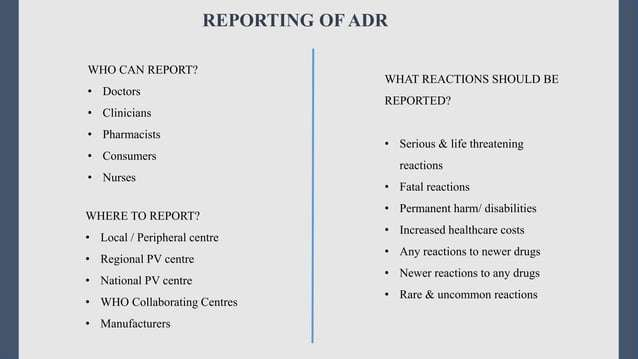 REPORTING OF ADR
WHO CAN REPORT?
• Doctors
• Clinicians
• Pharmacists
• Consumers
• Nurses
WHERE TO REPORT?
• Local / Peripheral centre
• Regional PV centre
• National PV centre
• WHO Collaborating Centres
• Manufacturers
WHAT REACTIONS SHOULD BE
REPORTED?
• Serious & life threatening
reactions
• Fatal reactions
• Permanent harm/ disabilities
• Increased healthcare costs
• Any reactions to newer drugs
• Newer reactions to any drugs
• Rare & uncommon reactions